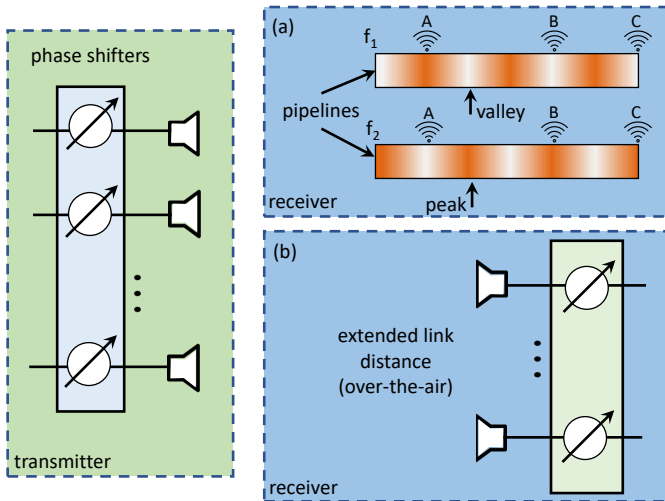 phase shifters
transmitter
(a)
A
B
C
f1
pipelines
valley
A
B
C
f2
peak
receiver
(b)
extended link
distance
(over-the-air)
receiver